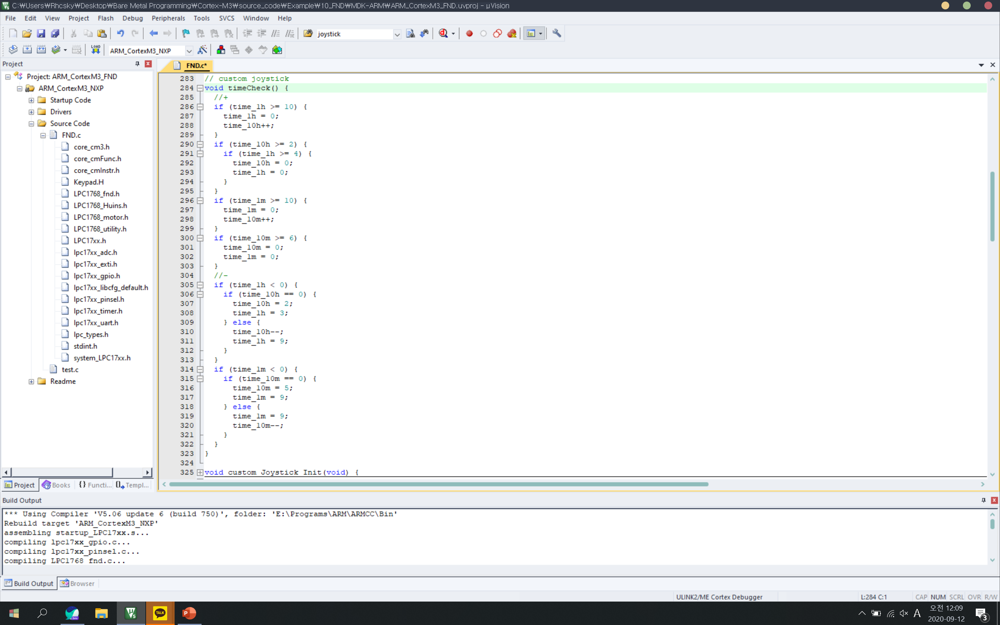 C:₩Users₩Rhcsky₩Desktop₩Bare Metal Programming₩Cortex-M3₩source_code₩Example₩10_FND₩MDK-ARM₩ARM_CortexM3_FND.uvproj - µVision
File Edit View Project Flash Debug Peripherals Tools SVCS Window Help
joystick
LOAD ARM_CortexM3_NXP
Project
FND.c*
Project: ARM_CortexM3_FND
ARM_CortexM3_NXP
Startup Code
Drivers
Source Code
FND.c
core_cm3.h
core_cmFunc.h
core_cmInstr.h
Keypad.H
LPC1768_fnd.h
LPC1768_Huins.h
LPC1768_motor.h
LPC1768_utility.h
LPC17xx.h
lpc17xx_adc.h
lpc17xx_exti.h
lpc17xx_gpio.h
lpc17xx_libcfg_default.h
lpc17xx_pinsel.h
lpc17xx_timer.h
lpc17xx_uart.h
lpc_types.h
stdint.h
system_LPC17xx.h
test.c
Readme
Project Books {} Functi... Templ...
283 // custom joystick
284 void timeCheck() {
285 //+
286 if (time_1h >= 10) {
287 time_1h = 0;
288 time_10h++;
289 }
290 if (time_10h >= 2) {
291 if (time_1h >= 4) {
292 time_10h = 0;
293 time_1h = 0;
294 }
295 }
296 if (time_1m >= 10) {
297 time_1m = 0;
298 time_10m++;
299 }
300 if (time_10m >= 6) {
301 time_10m = 0;
302 time_1m = 0;
303 }
304 //-
305 if (time_1h < 0) {
306 if (time_10h == 0) {
307 time_10h = 2;
308 time_1h = 3;
309 } else {
310 time_10h--;
311 time_1h = 9;
312 }
313 }
314 if (time_1m < 0) {
315 if (time_10m == 0) {
316 time_10m = 5;
317 time_1m = 9;
318 } else {
319 time_1m = 9;
320 time_10m--;
321 }
322 }
323 }
324
325 void custom_Joystick_Init(void) {
Build Output
*** Using Compiler 'V5.06 update 6 (build 750)', folder: 'E:\Programs\ARM\ARMCC\Bin'
Rebuild target 'ARM_CortexM3_NXP'
assembling startup_LPC17xx.s...
compiling lpc17xx_gpio.c...
compiling lpc17xx_pinsel.c...
compiling LPC1768_fnd.c...
Build Output Browser
ULINK2/ME Cortex Debugger L:284 C:1 CAP NUM SCRL OVR R/W
Beta TALK P A 오전 12:09
2020-09-12 3